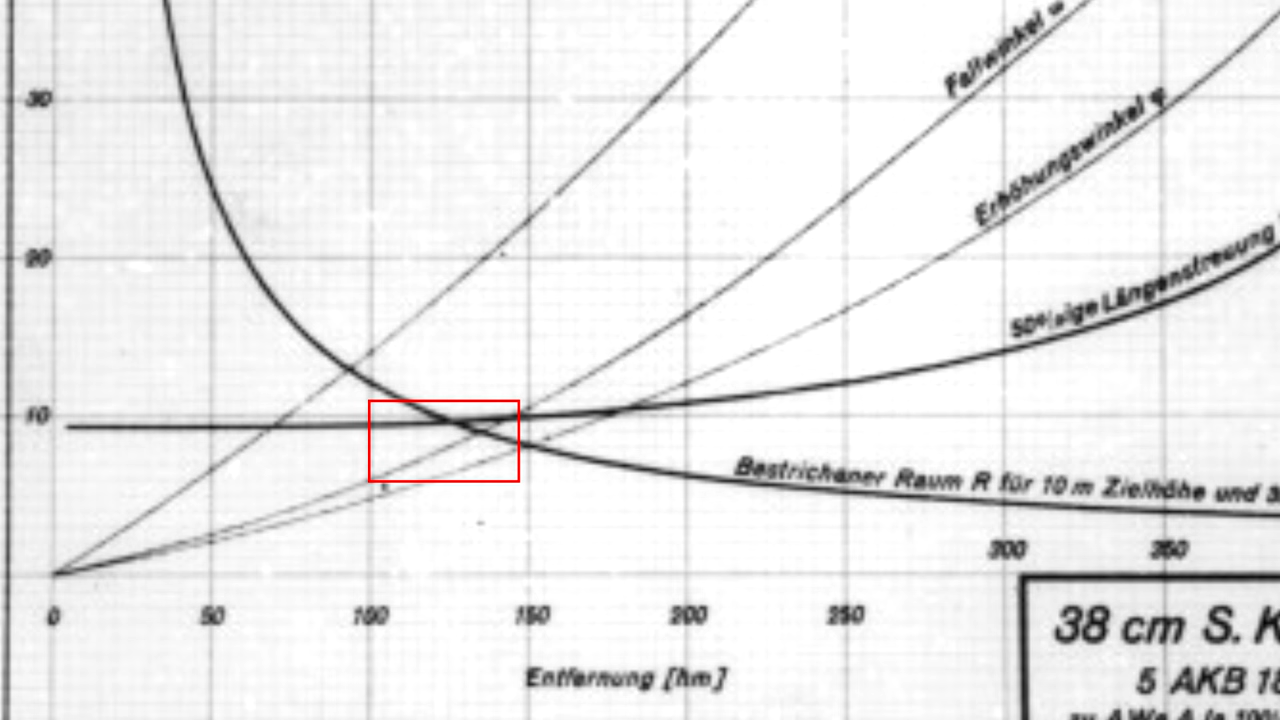 Fallwinkel ω
30
Erhöhungswinkel φ
20
50%ige Längenstreuung
10
Bestrichener Raum R für 10 m Zielhöhe und
300 350
0 50 100 150 200 250
38 cm S. K
Entfernung [hm]
5 AKB 18